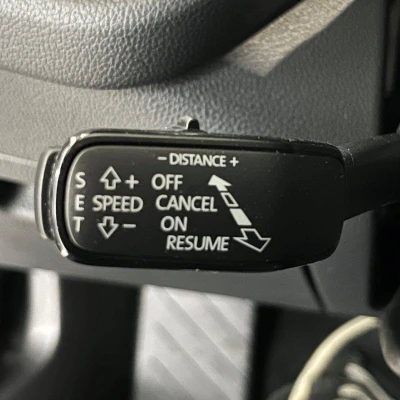 − DISTANCE +
S + OFF
E SPEED CANCEL
T − ON
RESUME